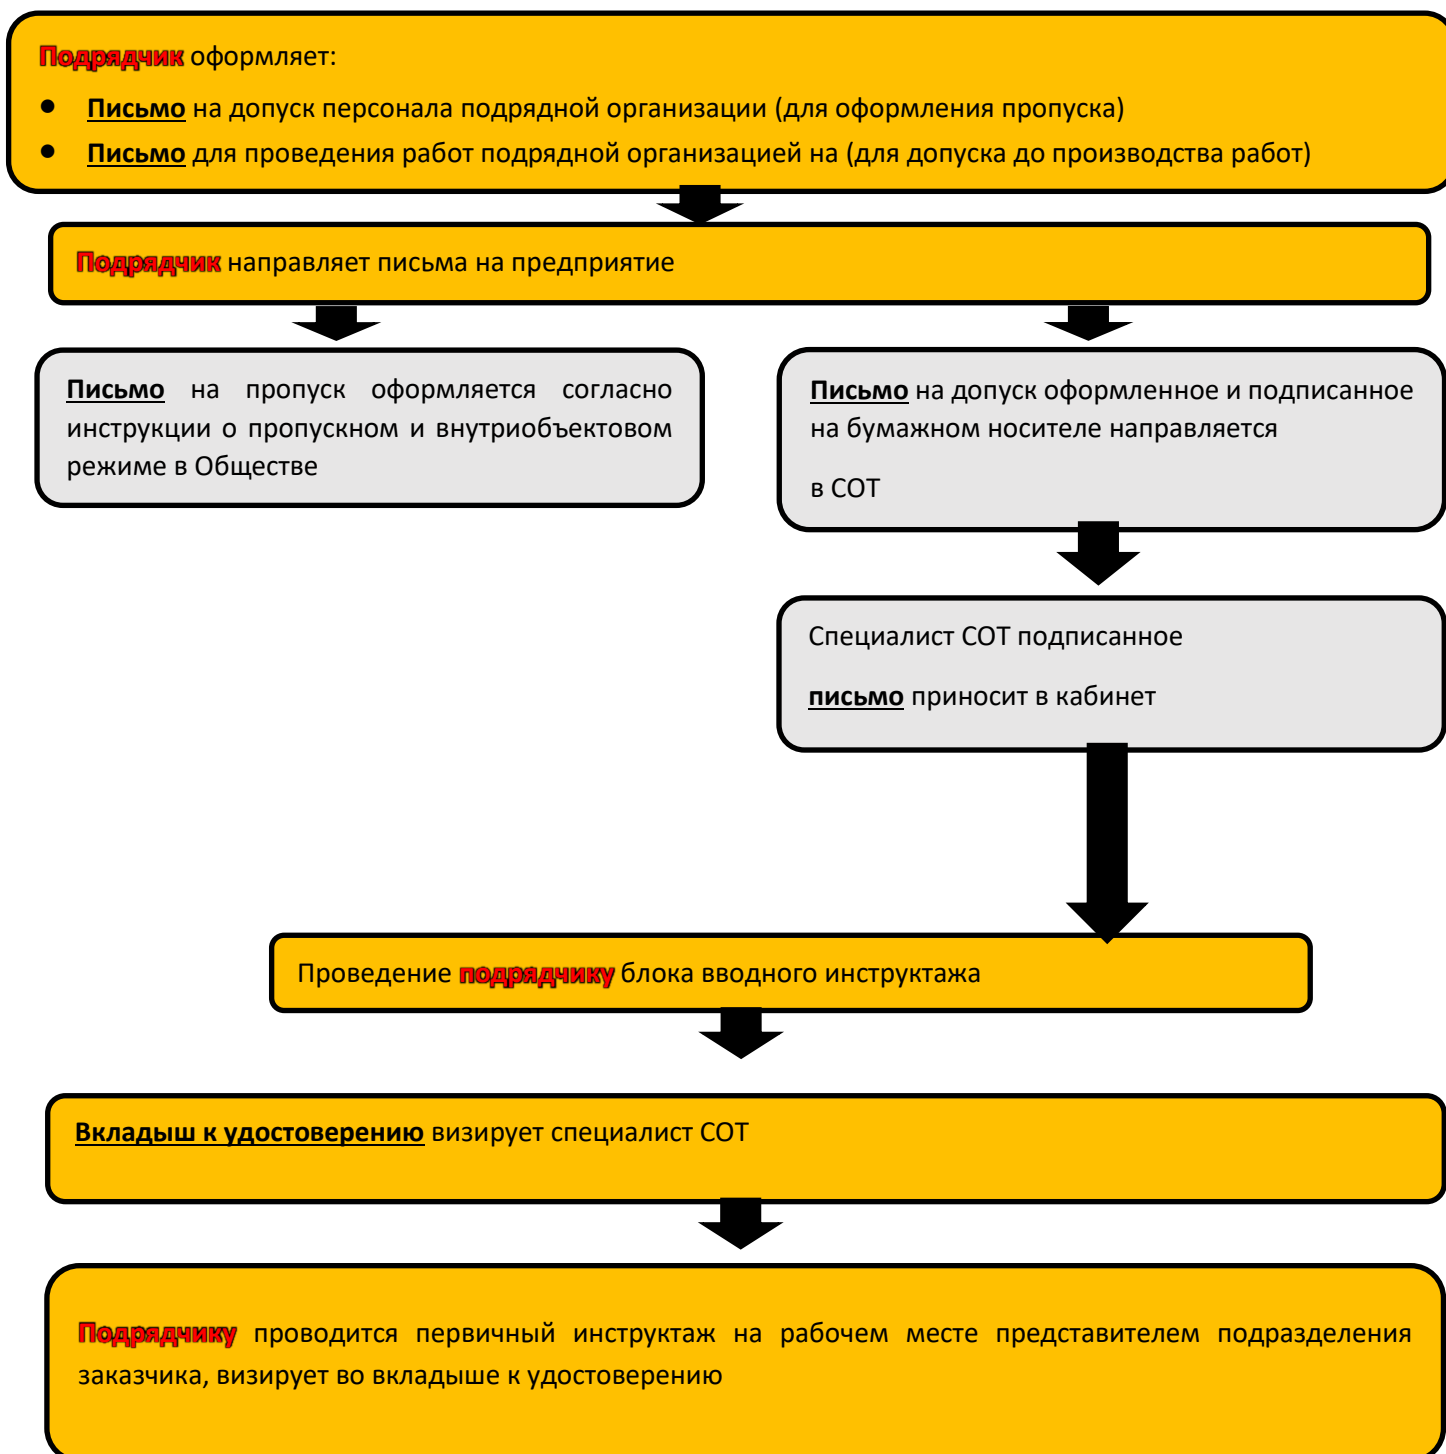 Подрядчик оформляет:
● Письмо на допуск персонала подрядной организации (для оформления пропуска)
● Письмо для проведения работ подрядной организацией на (для допуска до производства работ)
Подрядчик направляет письма на предприятие
Письмо на пропуск оформляется согласно
инструкции о пропускном и внутриобъектовом
режиме в Обществе
Письмо на допуск оформленное и подписанное
на бумажном носителе направляется
в СОТ
Специалист СОТ подписанное
письмо приносит в кабинет
Проведение подрядчику блока вводного инструктажа
Вкладыш к удостоверению визирует специалист СОТ
Подрядчику проводится первичный инструктаж на рабочем месте представителем подразделения
заказчика, визирует во вкладыше к удостоверению